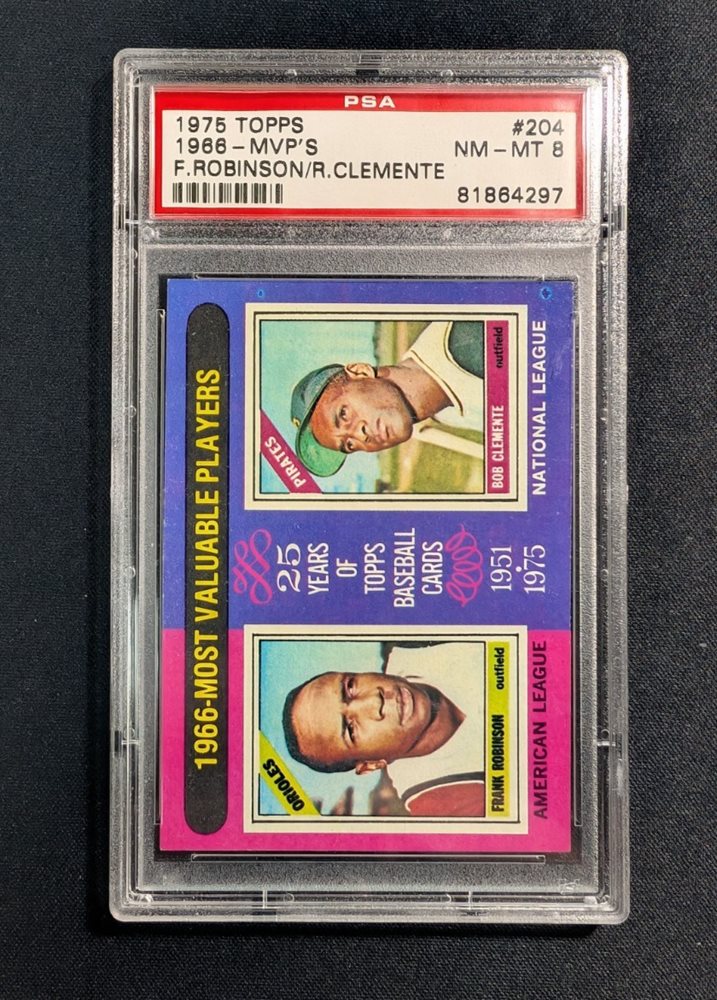 PSA
1975 TOPPS #204
1966-MVP'S NM-MT 8
F.ROBINSON/R.CLEMENTE
81864297
1966-MOST VALUABLE PLAYERS
ORIOLES
FRANK ROBINSON outfield
AMERICAN LEAGUE
25
YEARS
OF
TOPPS
BASEBALL
CARDS
1951
•
1975
PIRATES
BOB CLEMENTE outfield
NATIONAL LEAGUE